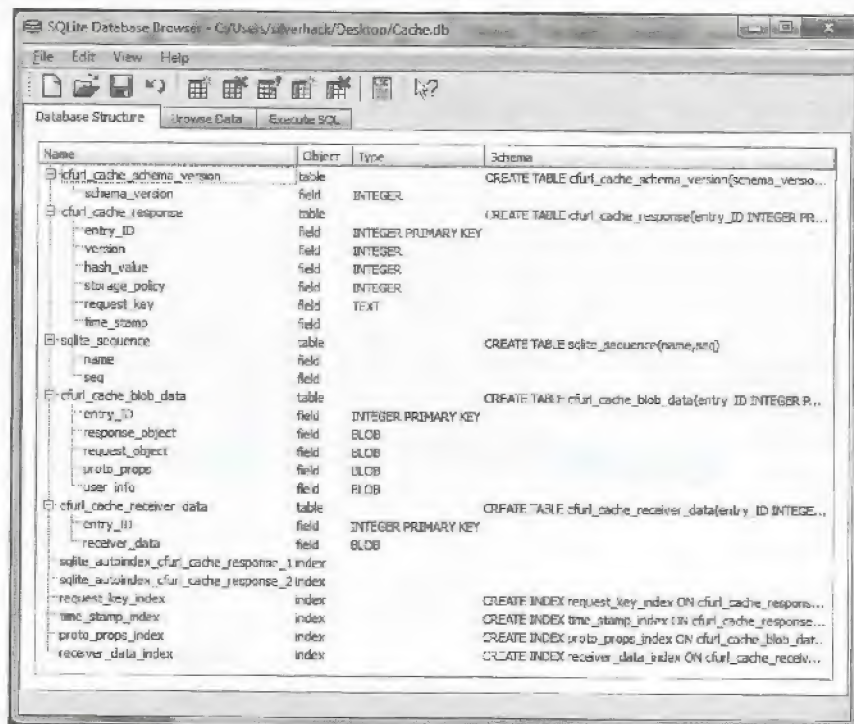 SQLite Database Browser - C:/Users/silverhack/Desktop/Cache.db
File Edit View Help
Database Structure Browse Data Execute SQL
Name Object Type Schema
cfurl_cache_schema_version table CREATE TABLE cfurl_cache_schema_version(schema_versio...
schema_version field INTEGER
cfurl_cache_response table CREATE TABLE cfurl_cache_response(entry_ID INTEGER PR...
entry_ID field INTEGER PRIMARY KEY
version field INTEGER
hash_value field INTEGER
storage_policy field INTEGER
request_key field TEXT
time_stamp field
sqlite_sequence table CREATE TABLE sqlite_sequence(name,seq)
name field
seq field
cfurl_cache_blob_data table CREATE TABLE cfurl_cache_blob_data(entry_ID INTEGER P...
entry_ID field INTEGER PRIMARY KEY
response_object field BLOB
request_object field BLOB
proto_props field BLOB
user_info field BLOB
cfurl_cache_receiver_data table CREATE TABLE cfurl_cache_receiver_data(entry_ID INTEGE...
entry_ID field INTEGER PRIMARY KEY
receiver_data field BLOB
sqlite_autoindex_cfurl_cache_response_1 index
sqlite_autoindex_cfurl_cache_response_2 index
request_key_index index CREATE INDEX request_key_index ON cfurl_cache_respons...
time_stamp_index index CREATE INDEX time_stamp_index ON cfurl_cache_response...
proto_props_index index CREATE INDEX proto_props_index ON cfurl_cache_blob_dat...
receiver_data_index index CREATE INDEX receiver_data_index ON cfurl_cache_receiv...